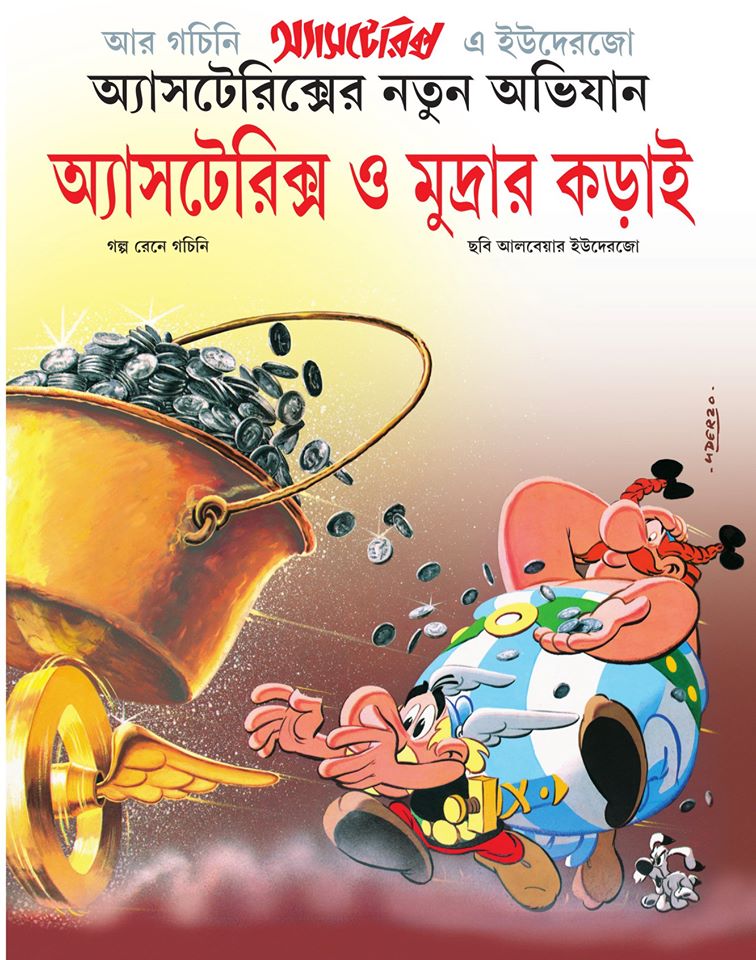 আর গচিনি অ্যাসটেরিক্স এ ইউদেরজো
অ্যাসটেরিক্সের নতুন অভিযান
অ্যাসটেরিক্স ও মুদ্রার কড়াই
গল্প রেনে গচিনি ছবি আলবেয়ার ইউদেরজো
·UDERZO·